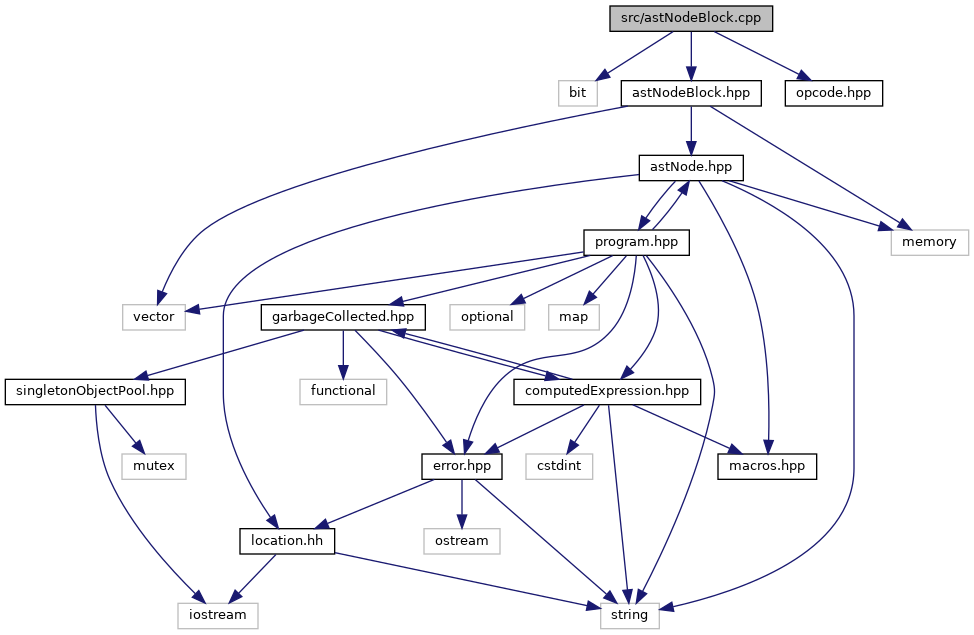 src/astNodeBlock.cpp
bit
astNodeBlock.hpp
opcode.hpp
astNode.hpp
program.hpp
memory
vector
garbageCollected.hpp
optional
map
singletonObjectPool.hpp
functional
computedExpression.hpp
mutex
error.hpp
cstdint
macros.hpp
location.hh
ostream
iostream
string